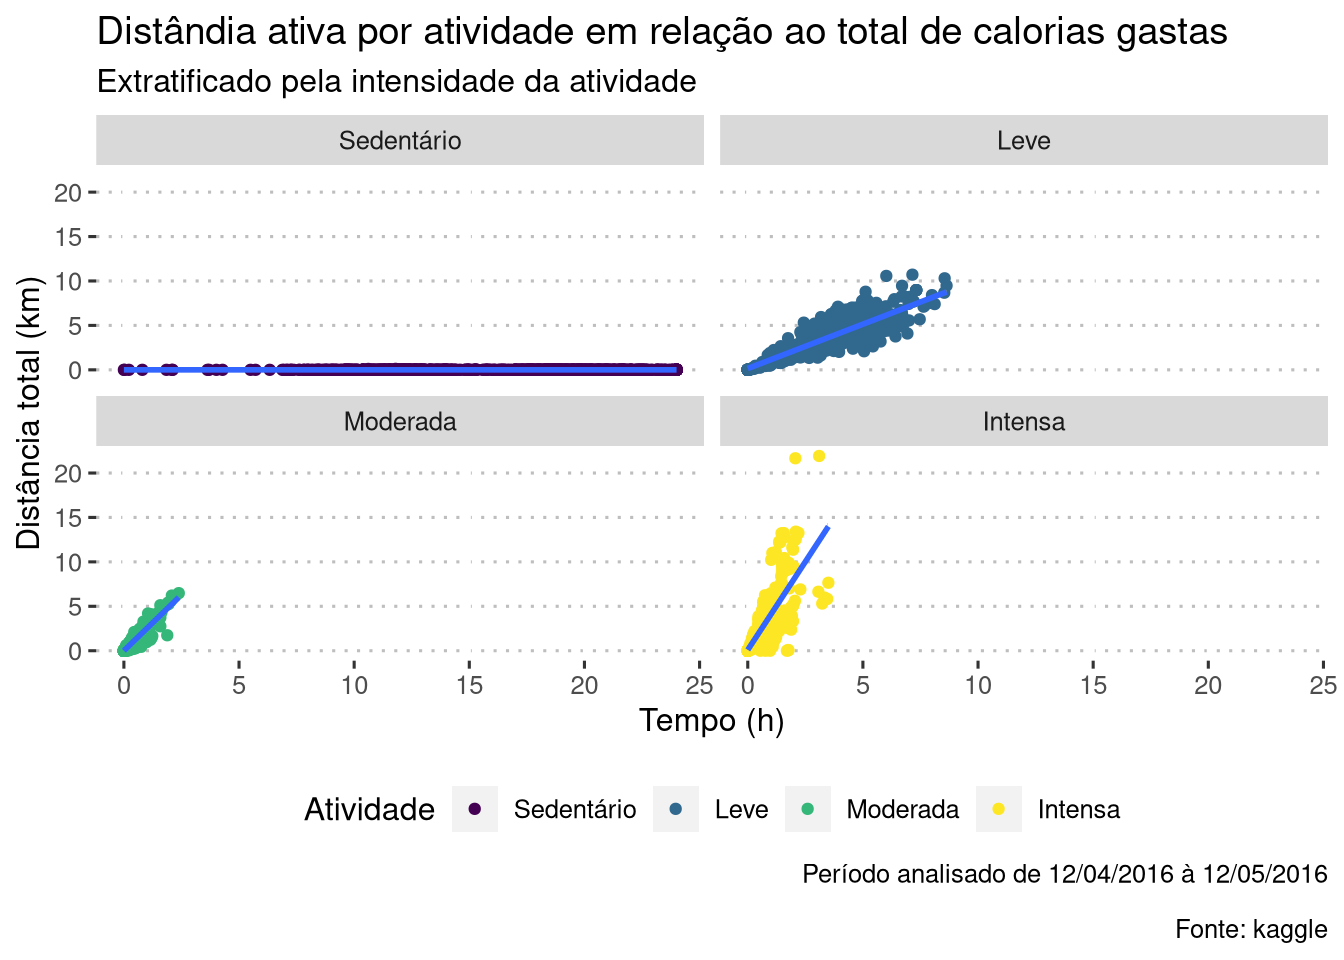 Distândia ativa por atividade em relação ao total de calorias gastas
Extratificado pela intensidade da atividade
Sedentário
Leve
20
15
10
5
0
Distância total (km)
Moderada
Intensa
20
15
10
5
0
0 5 10 15 20 25
0 5 10 15 20 25
Tempo (h)
Atividade Sedentário Leve Moderada Intensa
Período analisado de 12/04/2016 à 12/05/2016
Fonte: kaggle